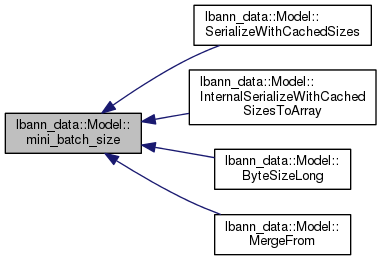 lbann_data::Model::
SerializeWithCachedSizes
lbann_data::Model::
InternalSerializeWithCached
SizesToArray
lbann_data::Model::
mini_batch_size
lbann_data::Model::
ByteSizeLong
lbann_data::Model::
MergeFrom